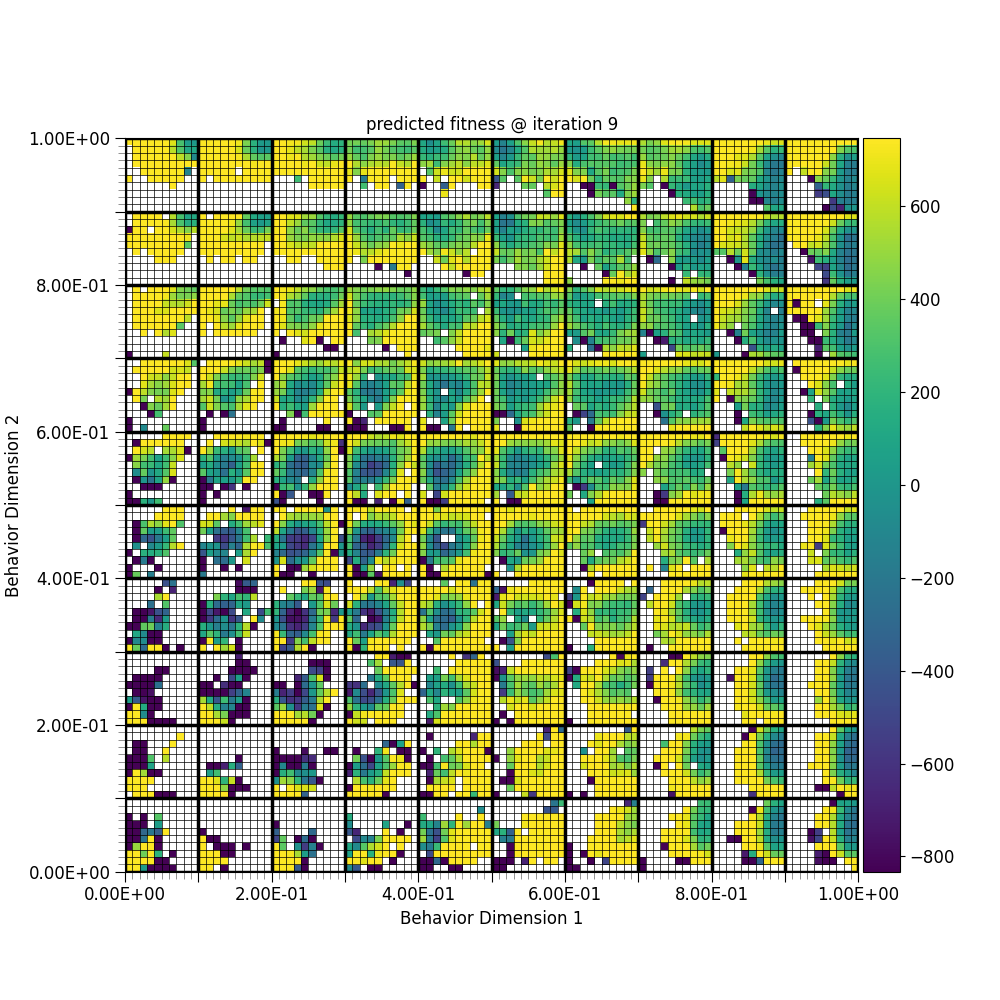 predicted fitness @ iteration 9
1.00E+00
8.00E-01
6.00E-01
4.00E-01
2.00E-01
0.00E+00
Behavior Dimension 2
0.00E+00 2.00E-01 4.00E-01 6.00E-01 8.00E-01 1.00E+00
Behavior Dimension 1
600
400
200
0
−200
−400
−600
−800